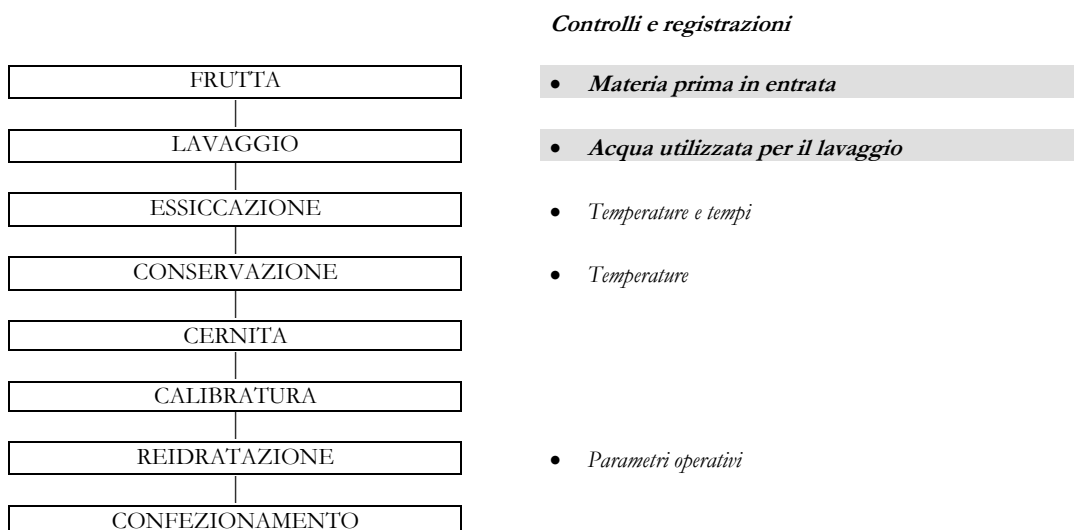 Controlli e registrazioni
FRUTTA
• Materia prima in entrata
LAVAGGIO
• Acqua utilizzata per il lavaggio
ESSICCAZIONE
• Temperature e tempi
CONSERVAZIONE
• Temperature
CERNITA
CALIBRATURA
REIDRATAZIONE
• Parametri operativi
CONFEZIONAMENTO